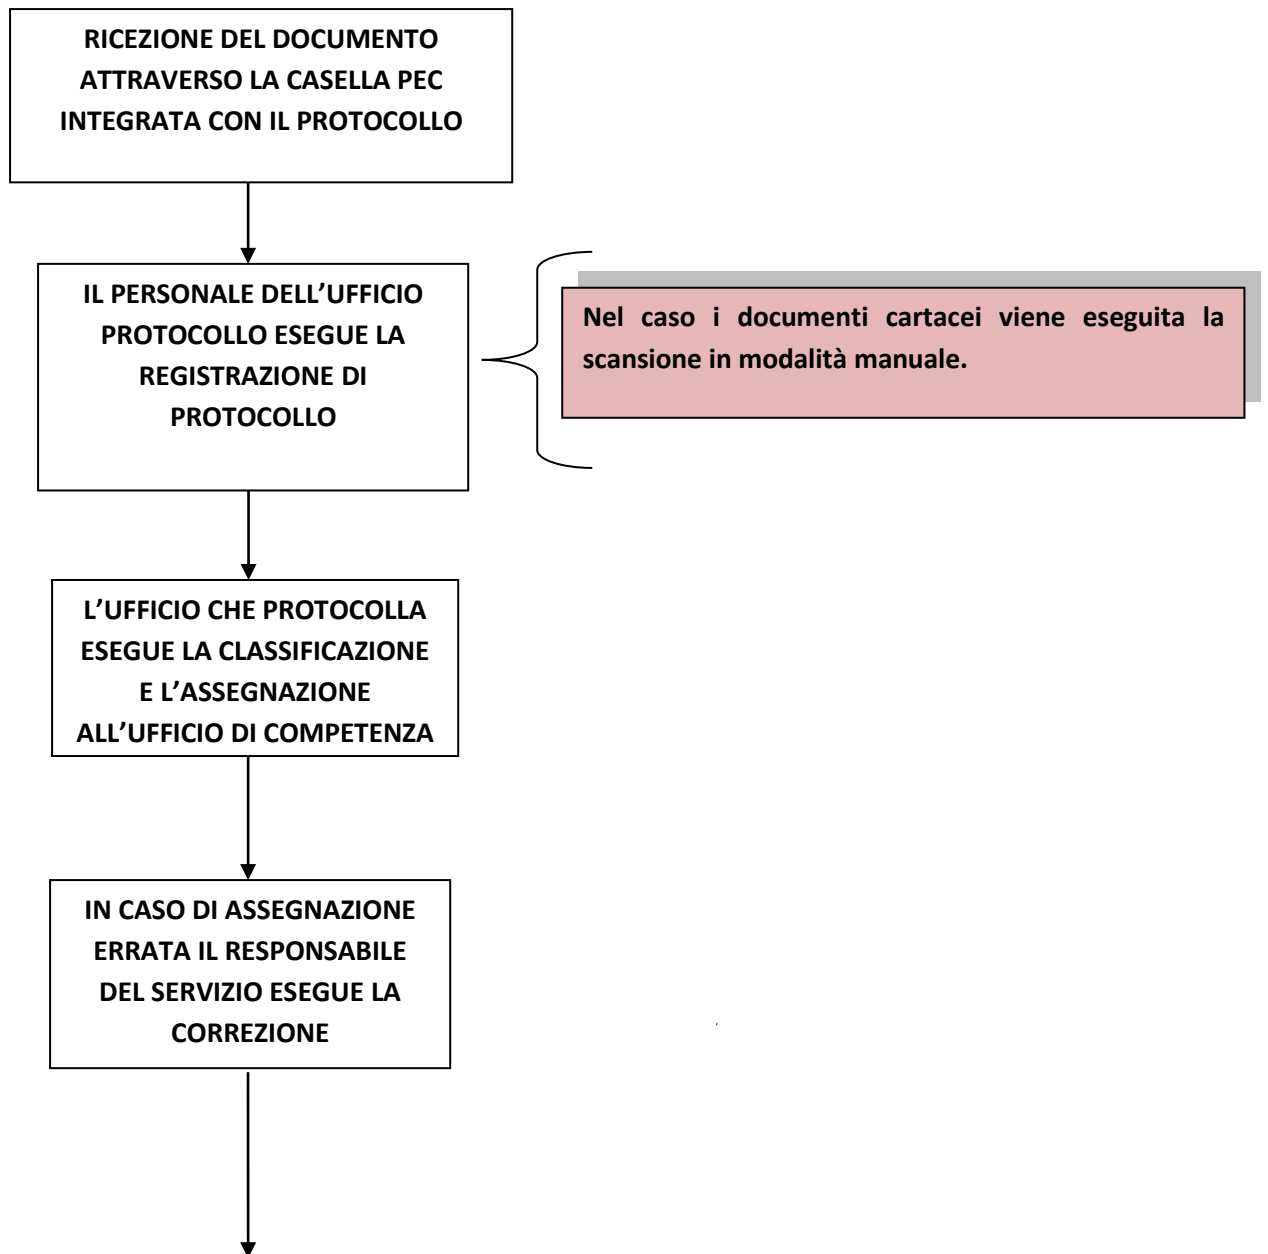 RICEZIONE DEL DOCUMENTO
ATTRAVERSO LA CASELLA PEC
INTEGRATA CON IL PROTOCOLLO
IL PERSONALE DELL’UFFICIO
PROTOCOLLO ESEGUE LA
REGISTRAZIONE DI
PROTOCOLLO
Nel caso i documenti cartacei viene eseguita la
scansione in modalità manuale.
L’UFFICIO CHE PROTOCOLLA
ESEGUE LA CLASSIFICAZIONE
E L’ASSEGNAZIONE
ALL’UFFICIO DI COMPETENZA
IN CASO DI ASSEGNAZIONE
ERRATA IL RESPONSABILE
DEL SERVIZIO ESEGUE LA
CORREZIONE